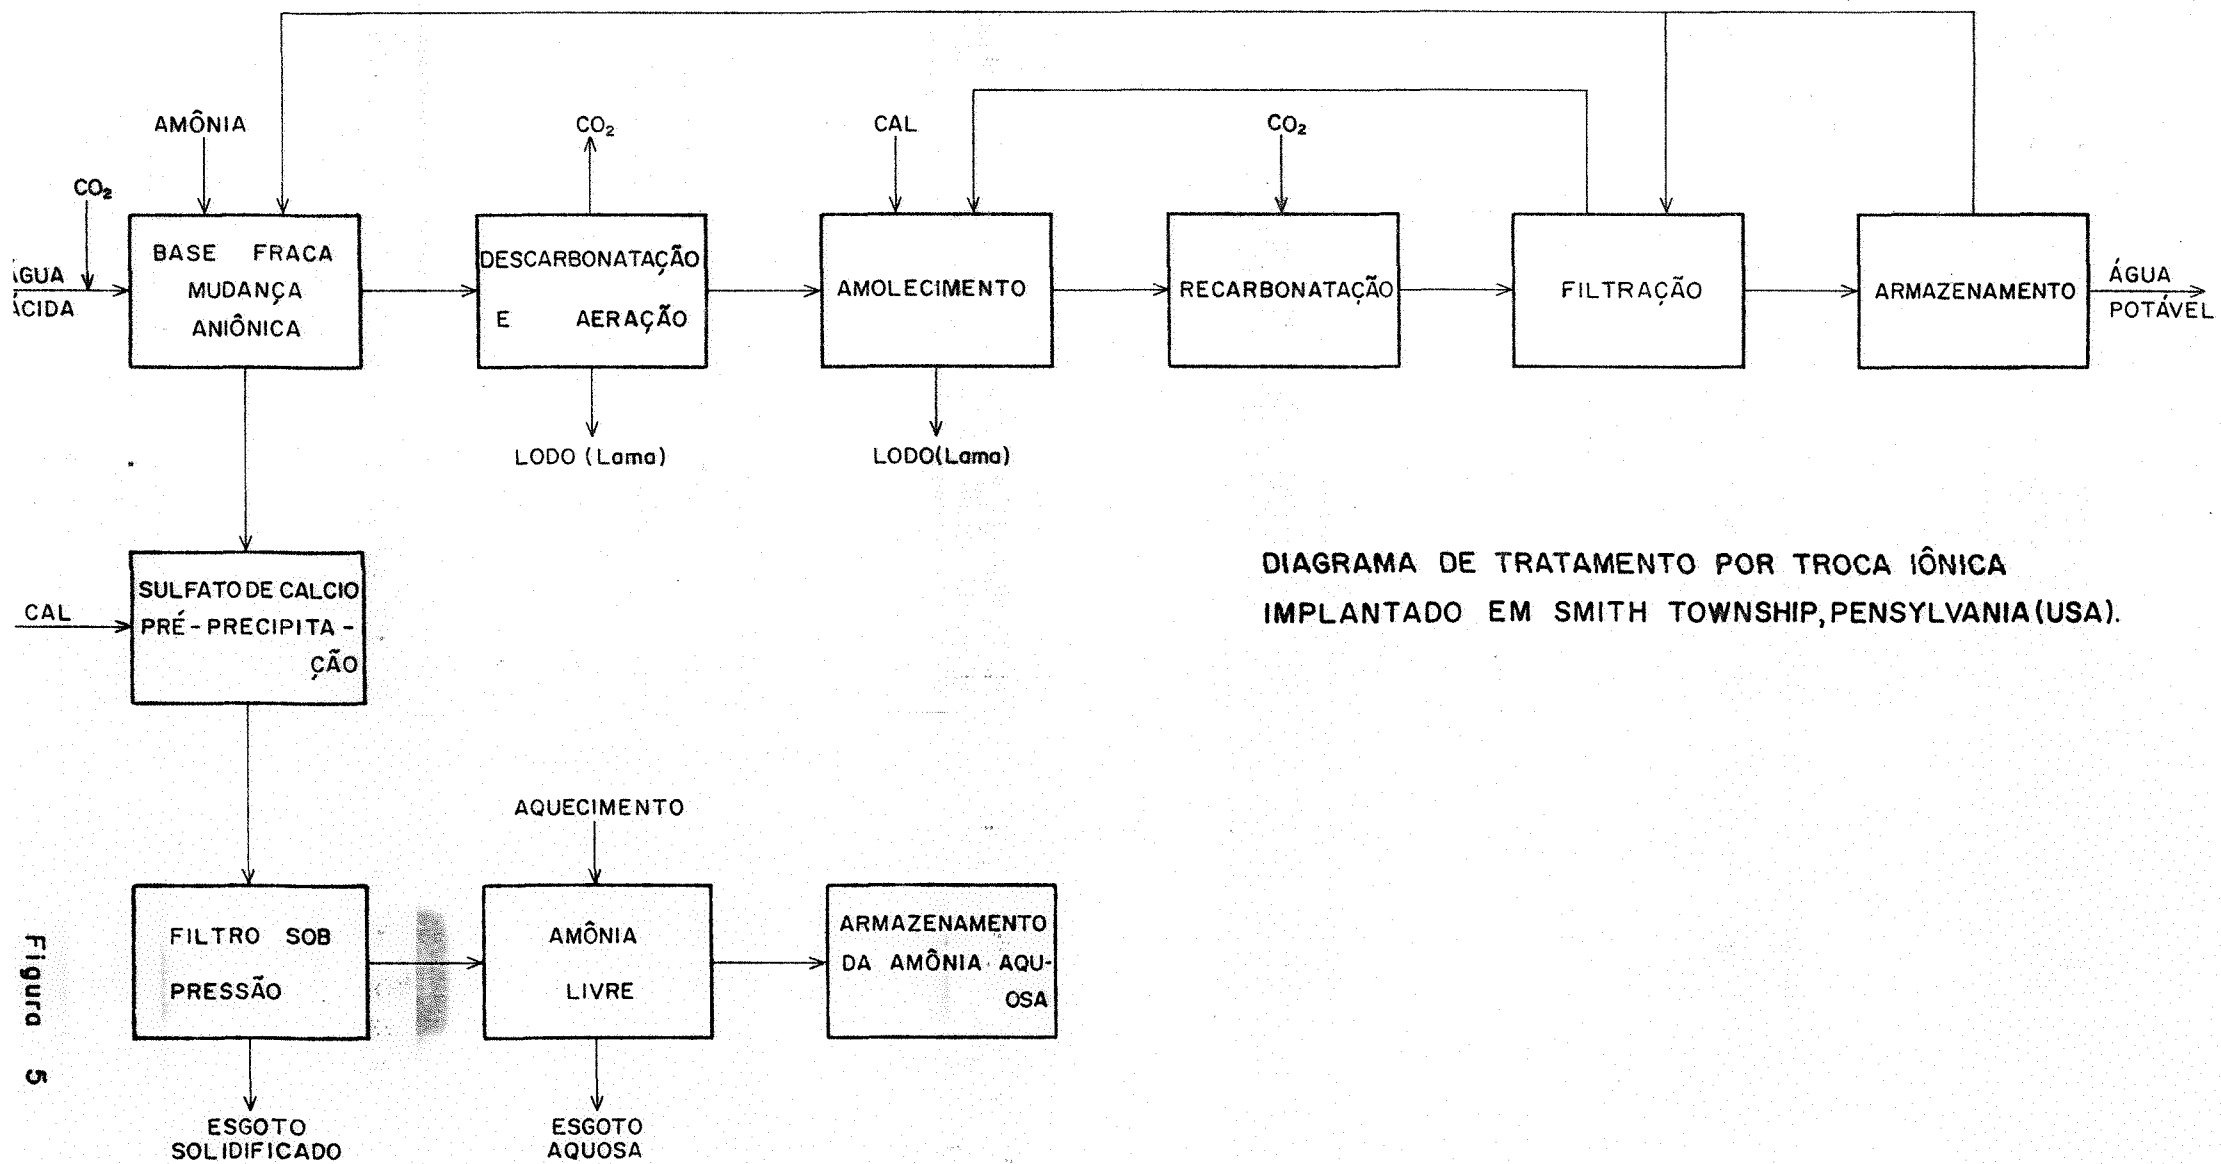 AMÔNIA
CO₂
CAL
CO₂
CO₂
BASE FRACA
MUDANÇA
ANIÔNICA
DESCARBONATAÇÃO
E AERAÇÃO
AMOLECIMENTO
RECARBONATAÇÃO
FILTRAÇÃO
ARMAZENAMENTO
ÁGUA
ÁCIDA
ÁGUA
POTÁVEL
LODO (Lama)
LODO(Lama)
SULFATO DE CALCIO
PRÉ-PRECIPITA-
ÇÃO
CAL
DIAGRAMA DE TRATAMENTO POR TROCA IÔNICA
IMPLANTADO EM SMITH TOWNSHIP, PENSYLVANIA (USA).
AQUECIMENTO
FILTRO SOB
PRESSÃO
AMÔNIA
LIVRE
ARMAZENAMENTO
DA AMÔNIA AQU-
OSA
ESGOTO
SOLIDIFICADO
ESGOTO
AQUOSA
Figura 5